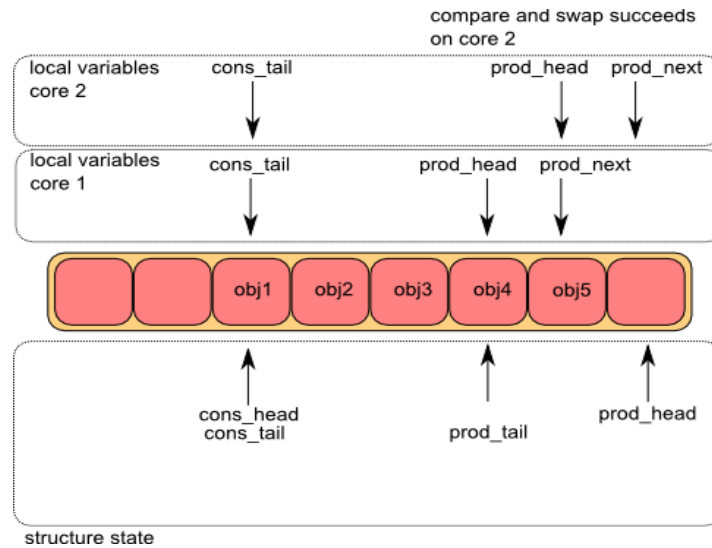 compare and swap succeeds
on core 2
local variables
core 2
cons_tail
prod_head
prod_next
local variables
core 1
cons_tail
prod_head
prod_next
obj1
obj2
obj3
obj4
obj5
cons_head
cons_tail
prod_tail
prod_head
structure state